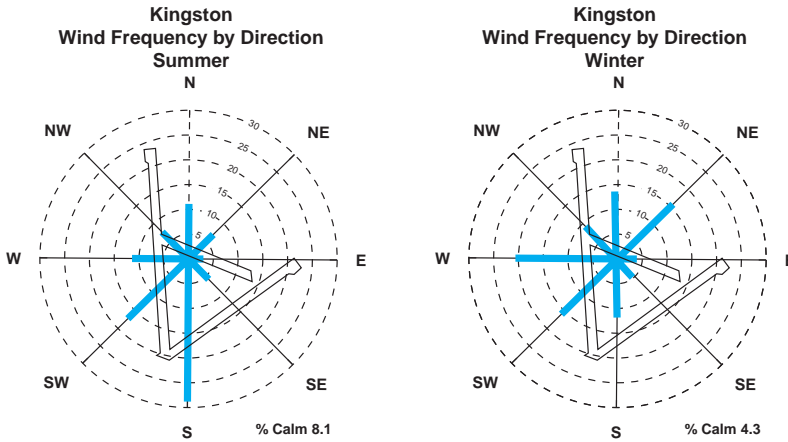 Kingston
Wind Frequency by Direction
Summer
N
NW
NE
30
25
20
15
10
5
W
E
SW
SE
S
% Calm 8.1
Kingston
Wind Frequency by Direction
Winter
N
NW
NE
30
25
20
15
10
5
W
SW
SE
S
% Calm 4.3